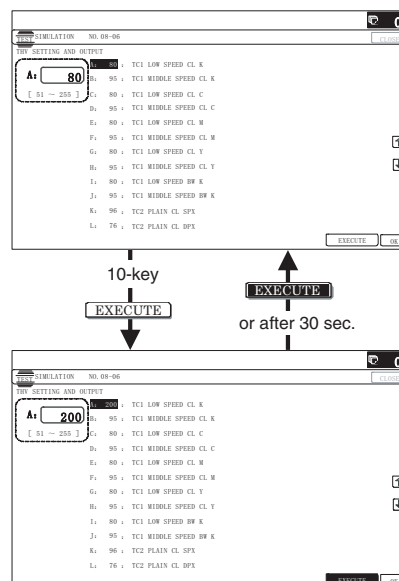 0
TEST SIMULATION NO. 08-06
CLOSE
THV SETTING AND OUTPUT
A: 80
[ 51 ～ 255 ]
A: 80 : TC1 LOW SPEED CL K
B: 95 : TC1 MIDDLE SPEED CL K
C: 80 : TC1 LOW SPEED CL C
D: 95 : TC1 MIDDLE SPEED CL C
E: 80 : TC1 LOW SPEED CL M
F: 95 : TC1 MIDDLE SPEED CL M
G: 80 : TC1 LOW SPEED CL Y
H: 95 : TC1 MIDDLE SPEED CL Y
I: 80 : TC1 LOW SPEED BW K
J: 95 : TC1 MIDDLE SPEED BW K
K: 96 : TC2 PLAIN CL SPX
L: 76 : TC2 PLAIN CL DPX
EXECUTE OK
10-key
EXECUTE
EXECUTE
or after 30 sec.
0
TEST SIMULATION NO. 08-06
CLOSE
THV SETTING AND OUTPUT
A: 200
[ 51 ～ 255 ]
A: 200 : TC1 LOW SPEED CL K
B: 95 : TC1 MIDDLE SPEED CL K
C: 80 : TC1 LOW SPEED CL C
D: 95 : TC1 MIDDLE SPEED CL C
E: 80 : TC1 LOW SPEED CL M
F: 95 : TC1 MIDDLE SPEED CL M
G: 80 : TC1 LOW SPEED CL Y
H: 95 : TC1 MIDDLE SPEED CL Y
I: 80 : TC1 LOW SPEED BW K
J: 95 : TC1 MIDDLE SPEED BW K
K: 96 : TC2 PLAIN CL SPX
L: 76 : TC2 PLAIN CL DPX
EXECUTE OK